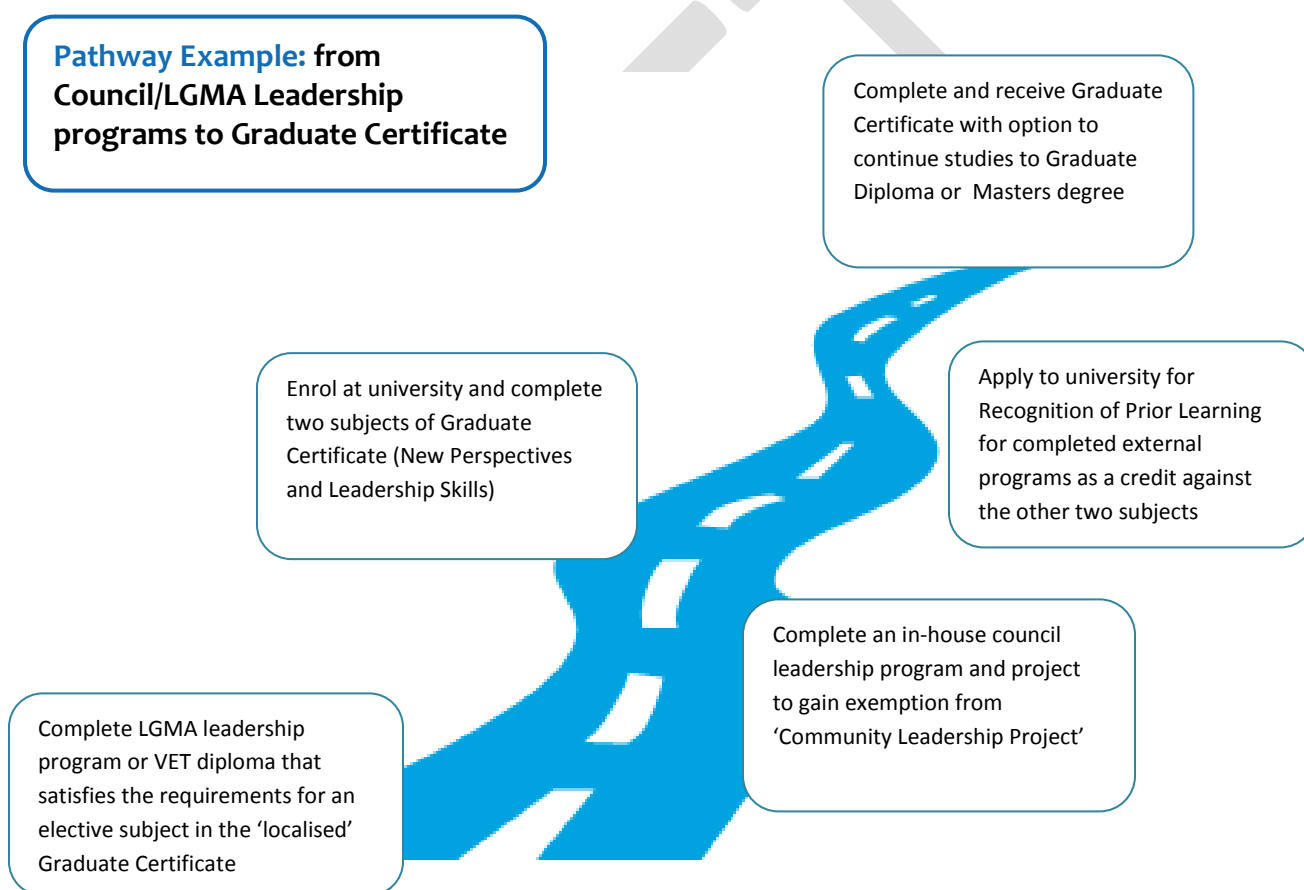 Pathway Example: from
Council/LGMA Leadership
programs to Graduate Certificate
Complete and receive Graduate
Certificate with option to
continue studies to Graduate
Diploma or  Masters degree
Enrol at university and complete
two subjects of Graduate
Certificate (New Perspectives
and Leadership Skills)
Apply to university for
Recognition of Prior Learning
for completed external
programs as a credit against
the other two subjects
Complete an in-house council
leadership program and project
to gain exemption from
‘Community Leadership Project’
Complete LGMA leadership
program or VET diploma that
satisfies the requirements for an
elective subject in the ‘localised’
Graduate Certificate